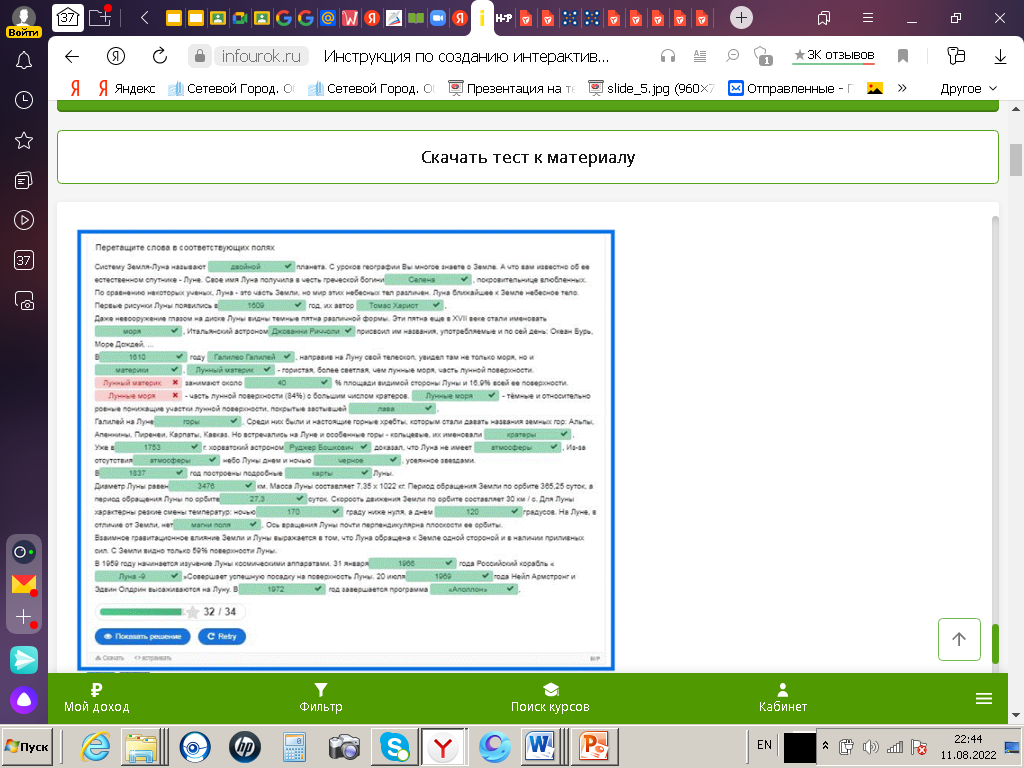 37
Войти
infourok.ru
Инструкция по созданию интерактив...
1
★3К отзывов
Яндекс
Сетевой Город. Об
Сетевой Город. Об
Презентация на те
slide_5.jpg (960×7
Отправленные - П
»
Другое
37
Скачать тест к материалу
Перетащите слова в соответствующих полях
Систему Земля-Луна называют двойной планета. С уроков географии Вы многое знаете о Земле. А что вам известно об ее
естественном спутнике - Луне. Свое имя Луна получила в честь греческой богини Селена , покровительнице влюбленных.
По сравнению некоторых ученых, Луна - это часть Земли, но мир этих небесных тел различен. Луна ближайшее к Земле небесное тело.
Первые рисунки Луны появились в 1609 год, их автор Томас Хариот .
Даже невооружение глазом на диске Луны видны темные пятна различной формы. Эти пятна еще в XVII веке стали именовать
моря . Итальянский астроном Джованни Риччоли присвоил им названия, употребляемые и по сей день: Океан Бурь,
Море Дождей, ...
В 1610 году Галилео Галилей , направив на Луну свой телескоп, увидел там не только моря, но и
материки . Лунный материк - гористая, более светлая, чем лунные моря, часть лунной поверхности.
Лунный материк занимают около 40 % площади видимой стороны Луны и 16,9% всей ее поверхности.
Лунные моря - часть лунной поверхности (84%) с большим числом кратеров. Лунные моря - тёмные и относительно
ровные понижающие участки лунной поверхности, покрытые застывшей лава .
Галилей на Луне горы . Среди них были и настоящие горные хребты, которым стали давать названия земных гор: Альпы,
Апеннины, Пиренеи, Карпаты, Кавказ. Но встречались на Луне и особенные горы - кольцевые, их именовали кратеры .
Уже в 1753 г. хорватский астроном Руджер Бошкович доказал, что Луна не имеет атмосферы . Из-за
отсутствия атмосферы небо Луны днем и ночью черное , усеянное звездами.
В 1837 год построены подробные карты Луны.
Диаметр Луны равен 3476 км. Масса Луны составляет 7,35 х 1022 кг. Период обращения Земли по орбите 365,25 суток, а
период обращения Луны по орбите 27,3 суток. Скорость движения Земли по орбите составляет 30 км / с. Для Луны
характерны резкие смены температур: ночью 170 граду ниже нуля, а днем 120 градусов. На Луне, в
отличие от Земли, нет магни поля . Ось вращения Луны почти перпендикулярна плоскости ее орбиты.
Взаимное гравитационное влияние Земли и Луны выражается в том, что Луна обращена к Земле одной стороной и в наличии приливных
сил. С Земли видно только 59% поверхности Луны.
В 1959 году начинается изучение Луны космическими аппаратами. 31 января 1966 года Российский корабль «
Луна -9 »Совершает успешную посадку на поверхность Луны. 20 июля 1969 года Нейл Армстронг и
Эдвин Олдрин высаживаются на Луну. В 1972 год завершается программа «Аполлон» .
32 / 34
Показать решение
Retry
Скачать
встраивать
H-P
Мой доход
Фильтр
Поиск курсов
Кабинет
Пуск
EN
22:44
11.08.2022